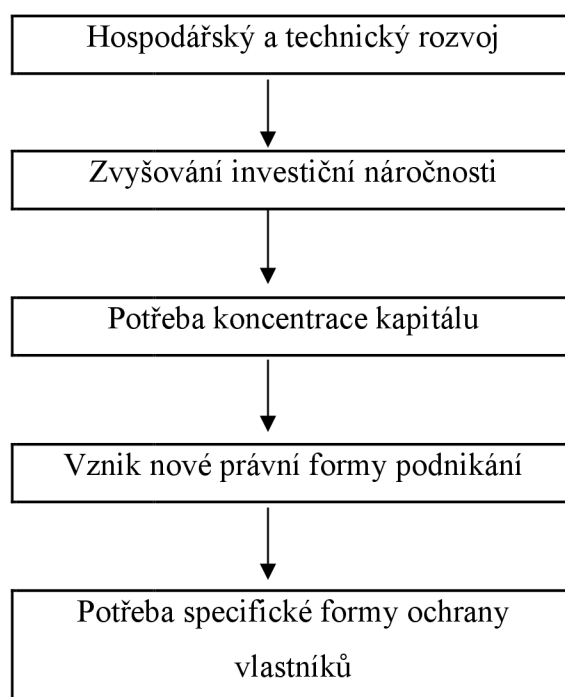 Hospodářský a technický rozvoj
Zvyšování investiční náročnosti
Potřeba koncentrace kapitálu
Vznik nové právní formy podnikání
Potřeba specifické formy ochrany
vlastníků